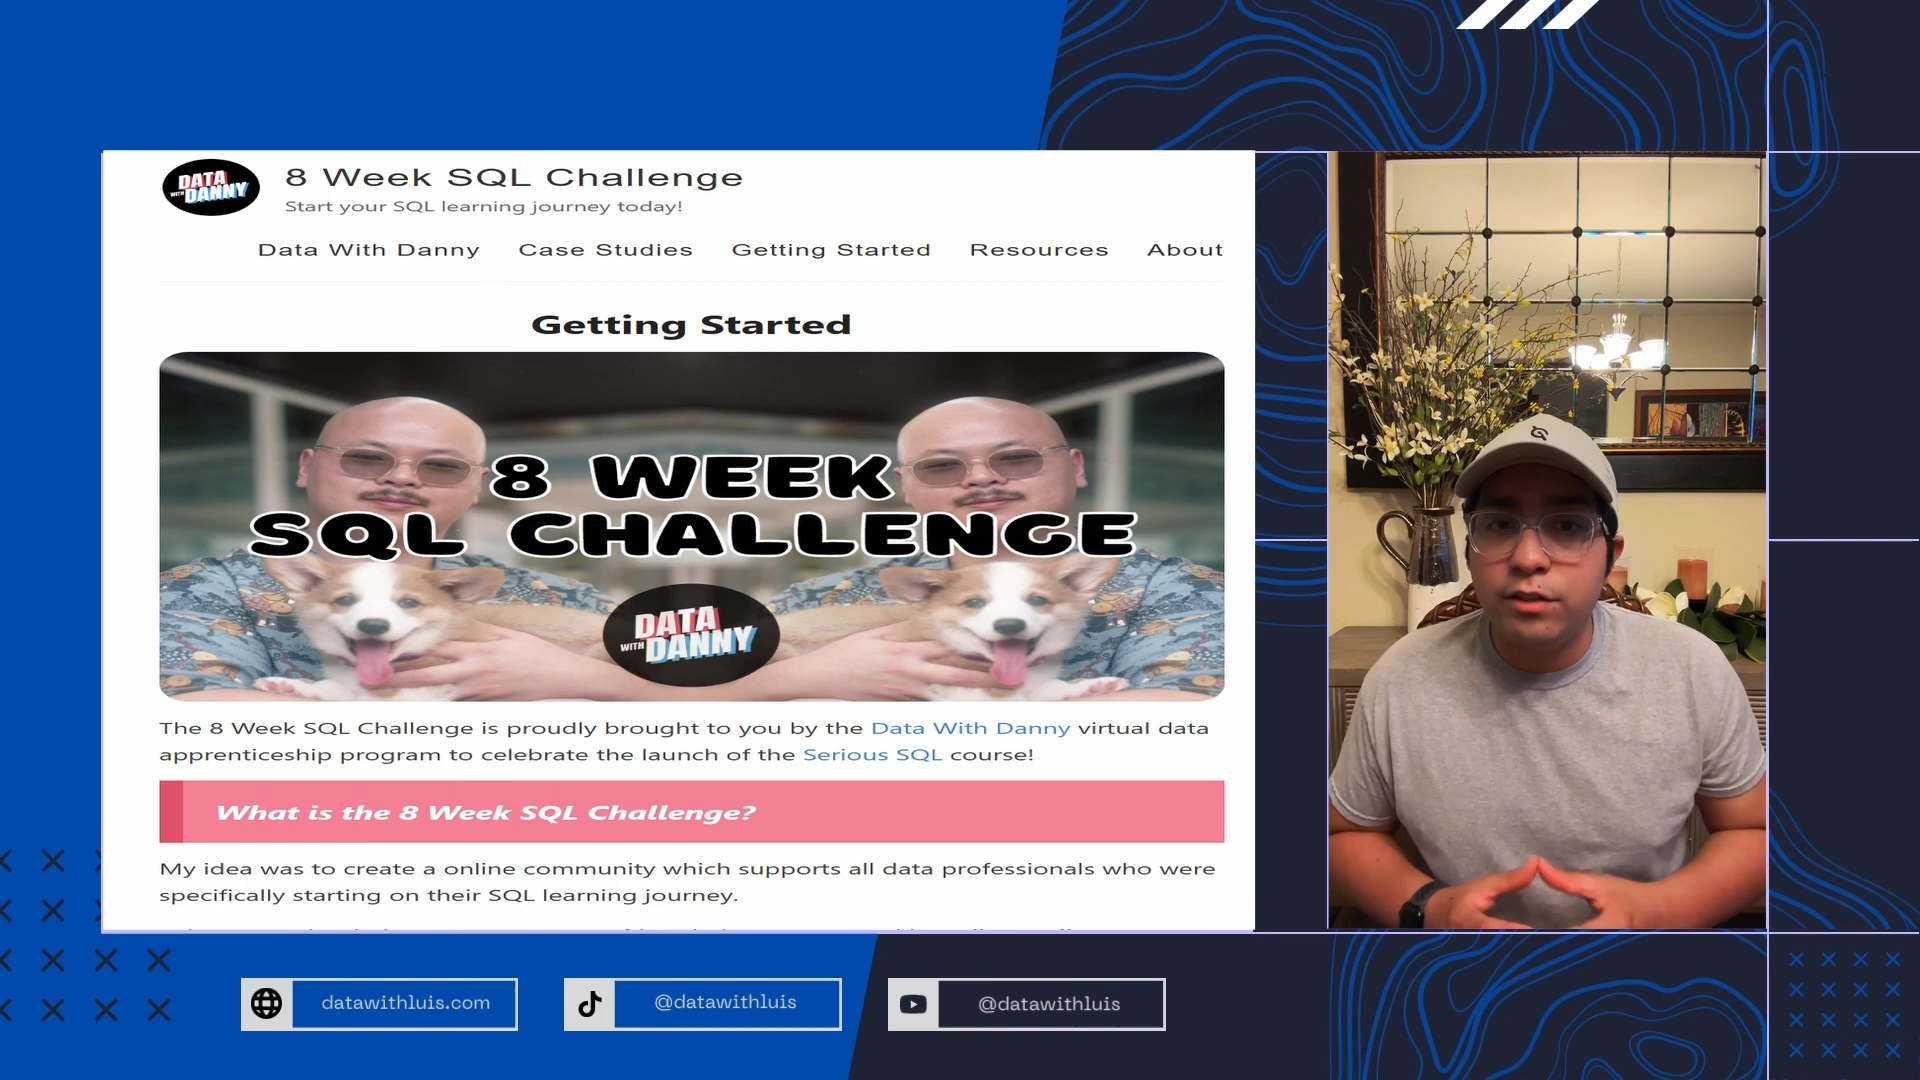 DATA
WITH DANNY
8 Week SQL Challenge
Start your SQL learning journey today!
Data With Danny Case Studies Getting Started Resources About
Getting Started
8 WEEK
SQL CHALLENGE
DATA
WITH DANNY
The 8 Week SQL Challenge is proudly brought to you by the Data With Danny virtual data
apprenticeship program to celebrate the launch of the Serious SQL course!
What is the 8 Week SQL Challenge?
My idea was to create a online community which supports all data professionals who were
specifically starting on their SQL learning journey.
datawithluis.com
@datawithluis
@datawithluis